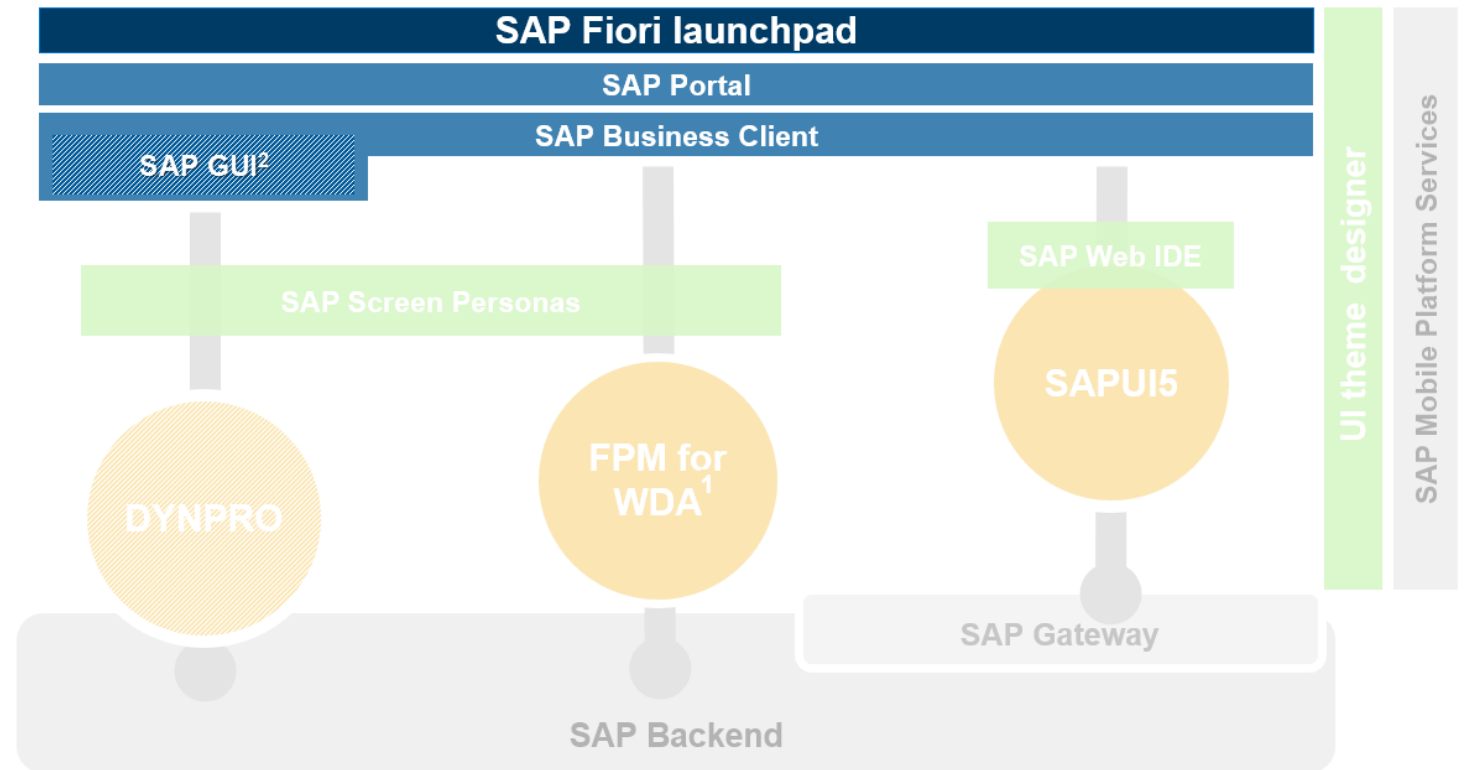 SAP Fiori launchpad
SAP Portal
SAP Business Client
SAP GUI²
SAP Screen Personas
SAP Web IDE
DYNPRO
FPM for
WDA¹
SAPUI5
SAP Gateway
SAP Backend
UI theme designer
SAP Mobile Platform Services